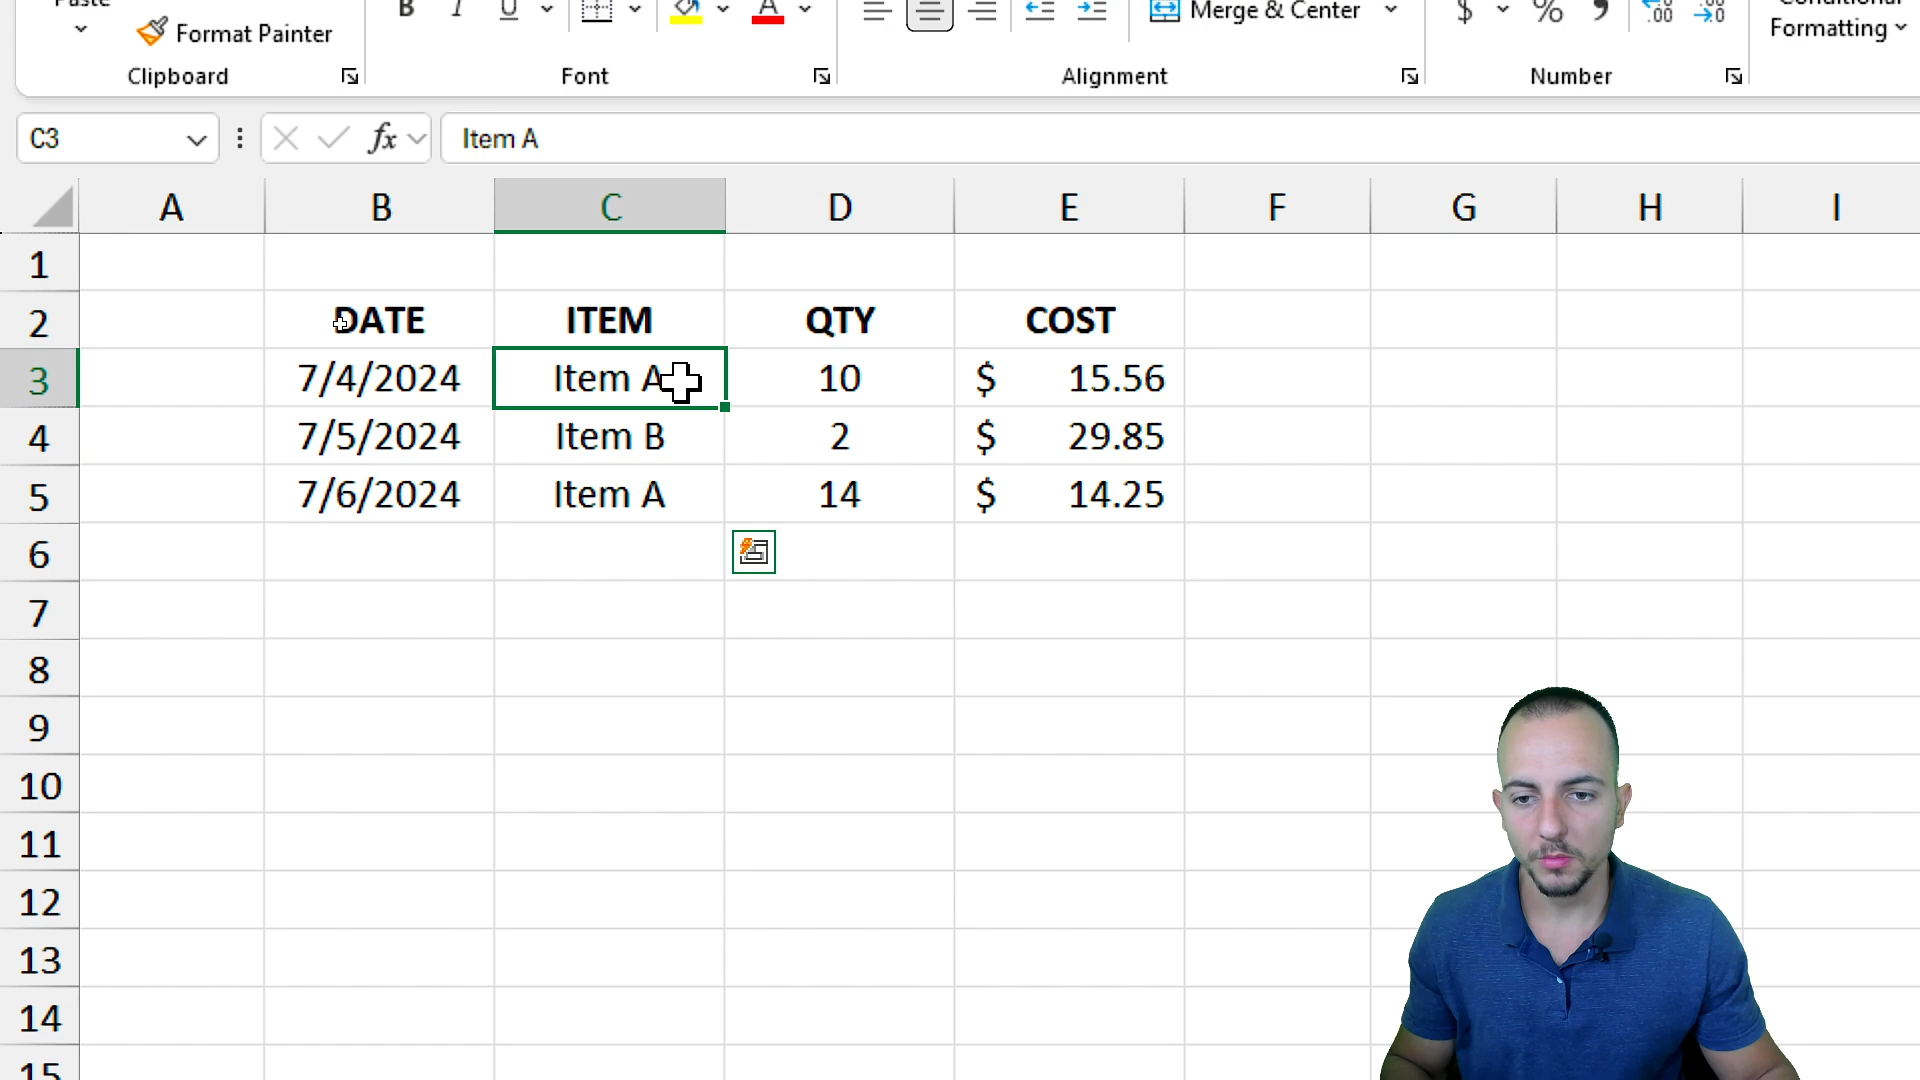 Paste
Format Painter
B I U A Merge & Center $ % Conditional
Formatting
Clipboard Font Alignment Number
C3 fx Item A
A B C D E F G H I
1
2 DATE ITEM QTY COST
3 7/4/2024 Item A 10 $ 15.56
4 7/5/2024 Item B 2 $ 29.85
5 7/6/2024 Item A 14 $ 14.25
6
7
8
9
10
11
12
13
14
15